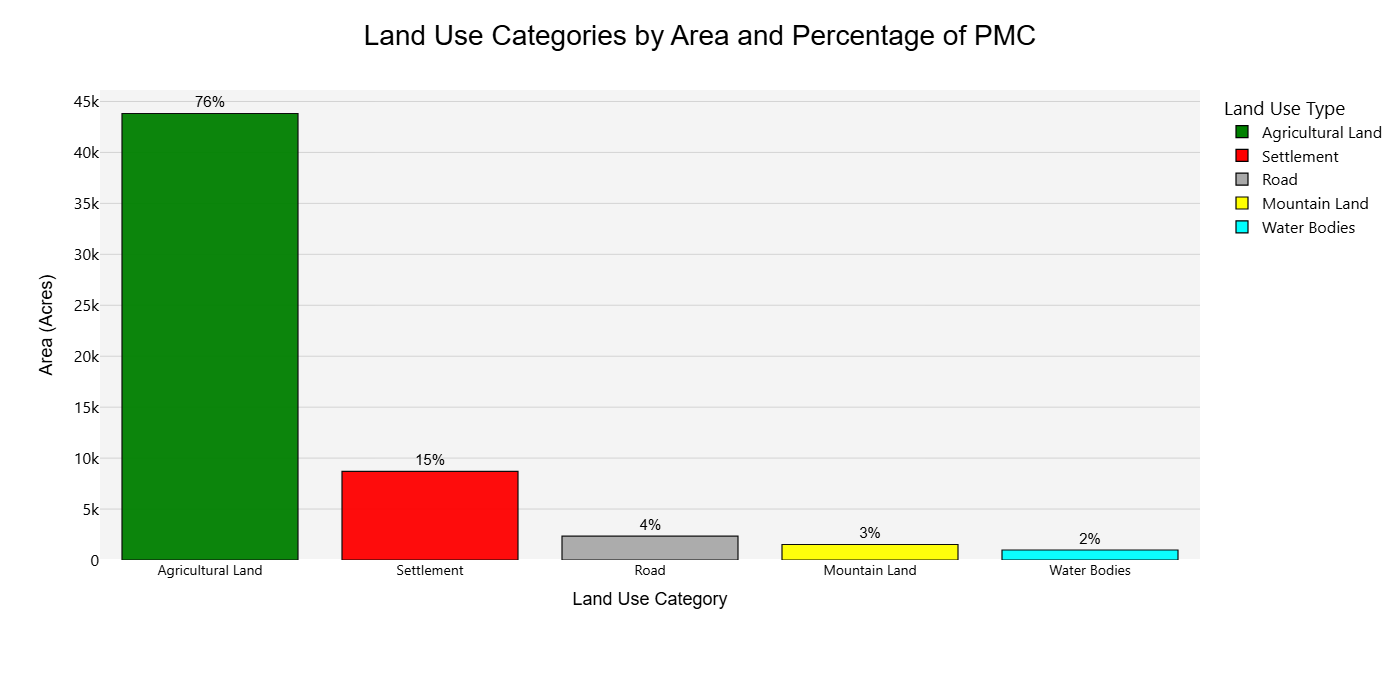 Land Use Categories by Area and Percentage of PMC
Area (Acres)
45k
40k
35k
30k
25k
20k
15k
10k
5k
0
76%
15%
4%
3%
2%
Agricultural Land
Settlement
Road
Mountain Land
Water Bodies
Land Use Category
Land Use Type
Agricultural Land
Settlement
Road
Mountain Land
Water Bodies